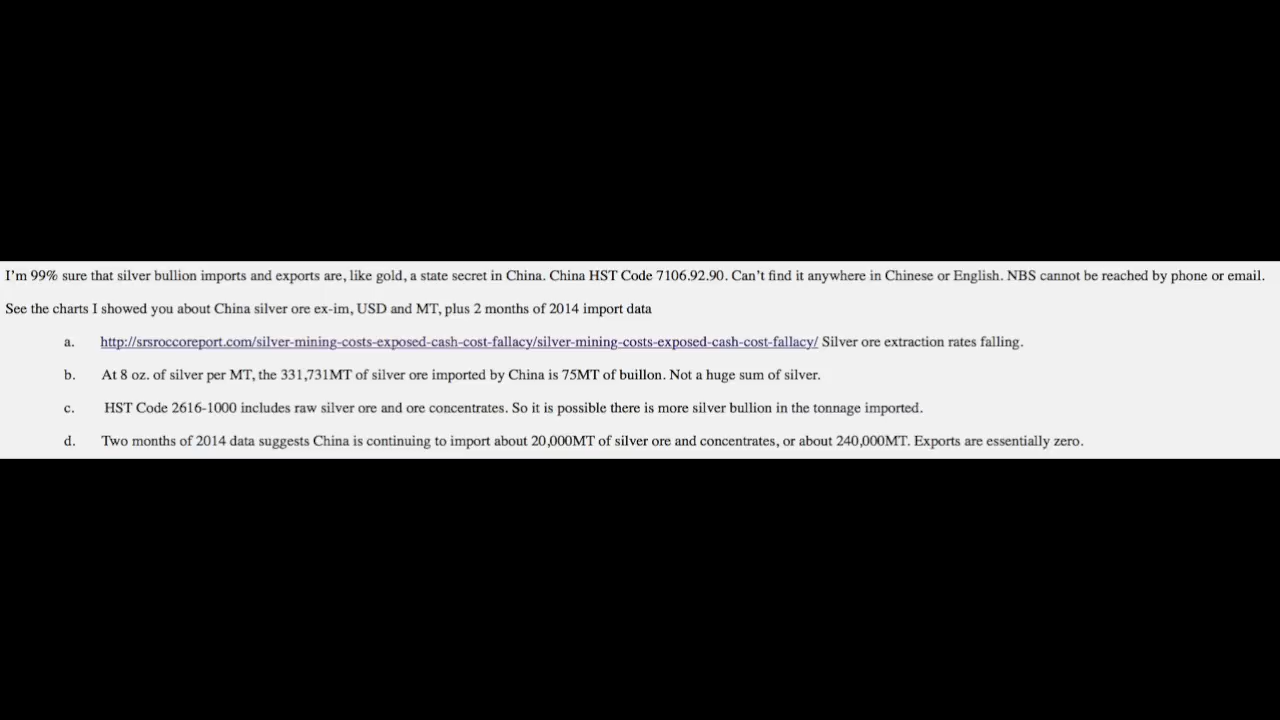 I'm 99% sure that silver bullion imports and exports are, like gold, a state secret in China. China HST Code 7106.92.90. Can't find it anywhere in Chinese or English. NBS cannot be reached by phone or email.
See the charts I showed you about China silver ore ex-im, USD and MT, plus 2 months of 2014 import data
a. http://srsroccoreport.com/silver-mining-costs-exposed-cash-cost-fallacy/silver-mining-costs-exposed-cash-cost-fallacy/ Silver ore extraction rates falling.
b. At 8 oz. of silver per MT, the 331,731MT of silver ore imported by China is 75MT of buillon. Not a huge sum of silver.
c. HST Code 2616-1000 includes raw silver ore and ore concentrates. So it is possible there is more silver bullion in the tonnage imported.
d. Two months of 2014 data suggests China is continuing to import about 20,000MT of silver ore and concentrates, or about 240,000MT. Exports are essentially zero.